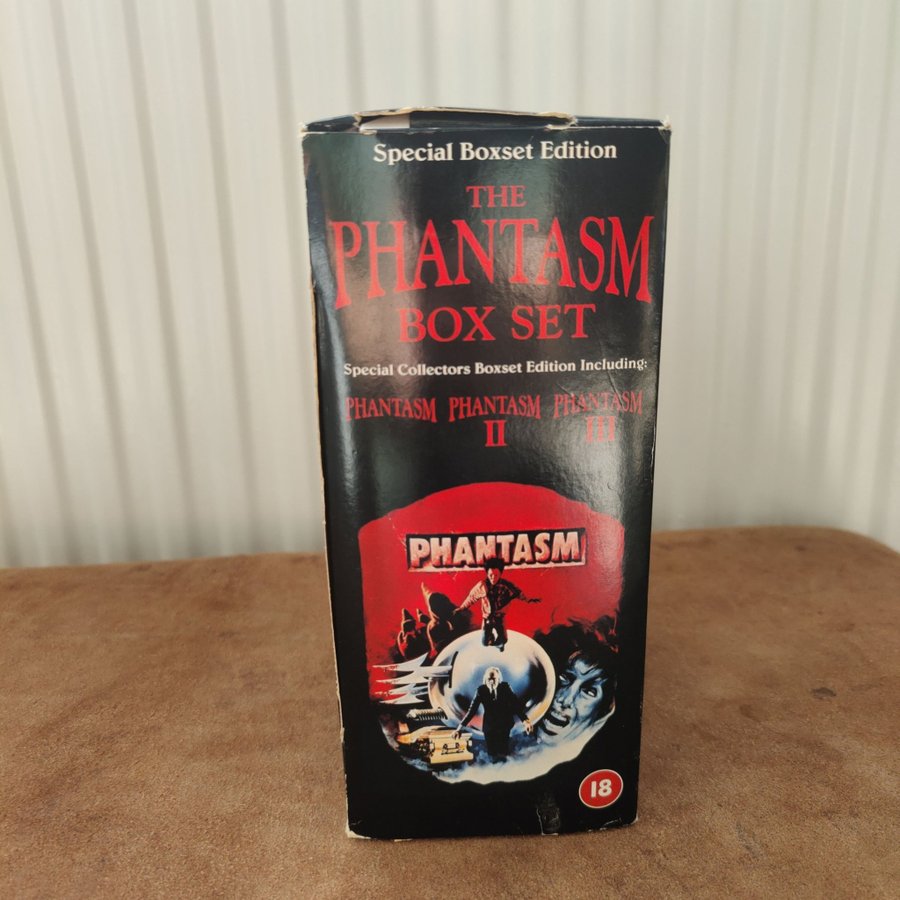 Special Boxset Edition
THE
PHANTASM
BOX SET
Special Collectors Boxset Edition Including:
PHANTASM PHANTASM PHANTASM
II III
PHANTASM
18